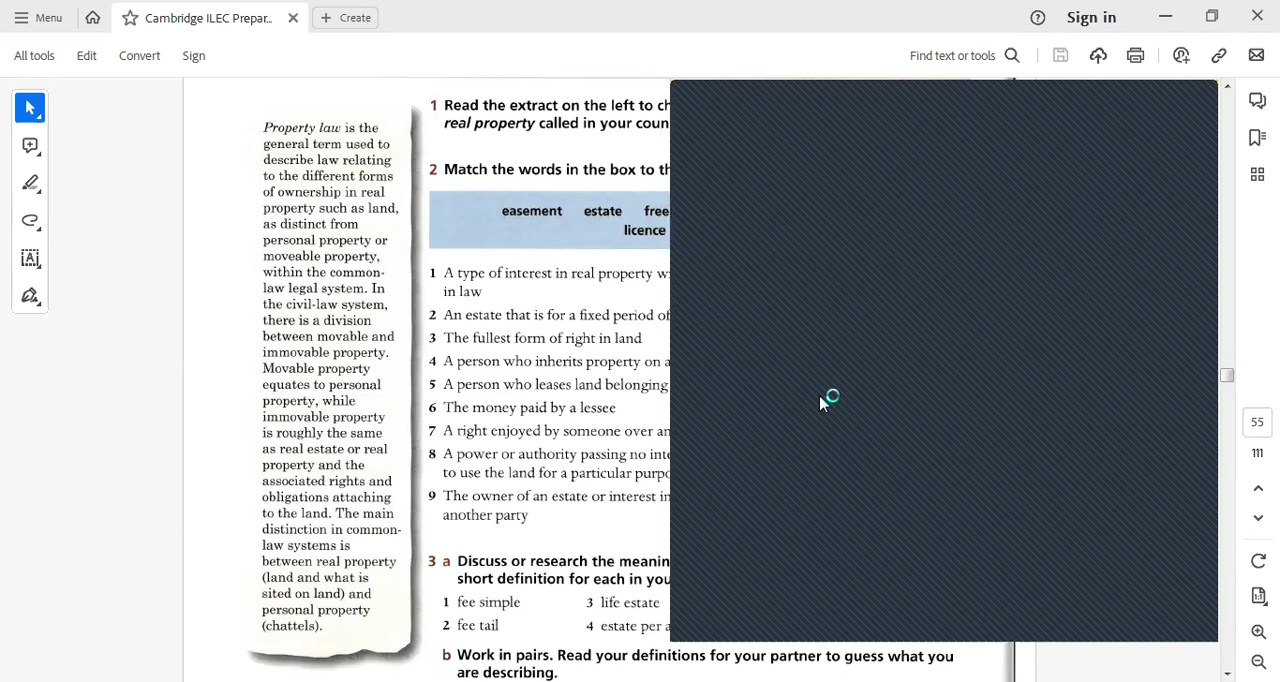 Menu
Cambridge ILEC Prepar...
Create
Sign in
All tools
Edit
Convert
Sign
Find text or tools
Property law is the
general term used to
describe law relating
to the different forms
of ownership in real
property such as land,
as distinct from
personal property or
moveable property,
within the common-
law legal system. In
the civil-law system,
there is a division
between movable and
immovable property.
Movable property
equates to personal
property, while
immovable property
is roughly the same
as real estate or real
property and the
associated rights and
obligations attaching
to the land. The main
distinction in common-
law systems is
between real property
(land and what is
sited on land) and
personal property
(chattels).
1 Read the extract on the left to ch
real property called in your coun
2 Match the words in the box to th
easement estate free
licence
1 A type of interest in real property w
in law
2 An estate that is for a fixed period of
3 The fullest form of right in land
4 A person who inherits property on a
5 A person who leases land belonging
6 The money paid by a lessee
7 A right enjoyed by someone over an
8 A power or authority passing no inte
to use the land for a particular purpo
9 The owner of an estate or interest in
another party
3 a Discuss or research the meanin
short definition for each in you
1 fee simple 3 life estate
2 fee tail 4 estate per a
b Work in pairs. Read your definitions for your partner to guess what you
are describing.
55
111
1:1